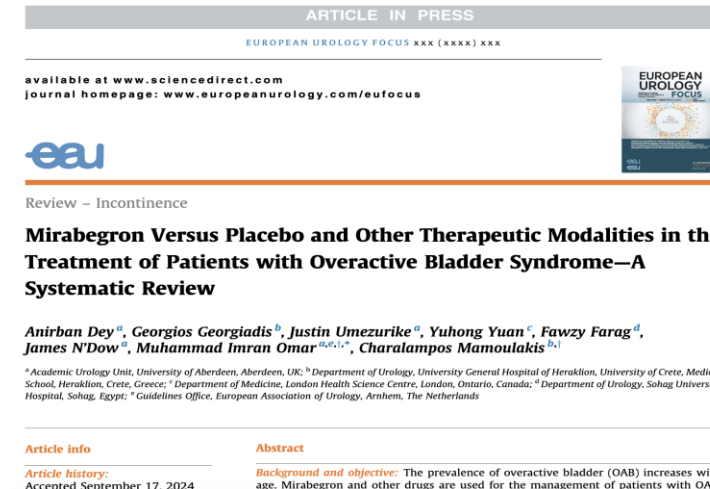 ARTICLE IN PRESS
EUROPEAN UROLOGY FOCUS xxx (xxxx) xxx
available at www.sciencedirect.com
journal homepage: www.europeanurology.com/eufocus
EUROPEAN
UROLOGY
FOCUS
eau
Review – Incontinence
Mirabegron Versus Placebo and Other Therapeutic Modalities in th
Treatment of Patients with Overactive Bladder Syndrome—A
Systematic Review
Anirban Dey a, Georgios Georgiadis b, Justin Umezurike a, Yuhong Yuan c, Fawzy Farag d,
James N'Dow a, Muhammad Imran Omar a,e,†,*, Charalampos Mamoulakis b,†
a Academic Urology Unit, University of Aberdeen, Aberdeen, UK; b Department of Urology, University General Hospital of Heraklion, University of Crete, Medic
School, Heraklion, Crete, Greece; c Department of Medicine, London Health Science Centre, London, Ontario, Canada; d Department of Urology, Sohag Univers
Hospital, Sohag, Egypt; e Guidelines Office, European Association of Urology, Arnhem, The Netherlands
Article info
Abstract
Article history:
Accepted September 17, 2024
Background and objective: The prevalence of overactive bladder (OAB) increases wi
age. Mirabegron and other drugs are used for the management of patients with OA